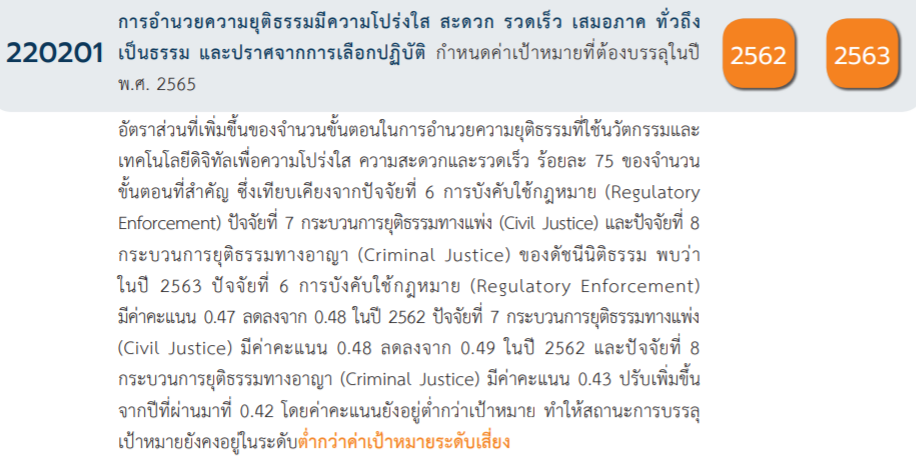 220201
การอำนวยความยุติธรรมมีความโปร่งใส สะดวก รวดเร็ว เสมอภาค ทั่วถึง
เป็นธรรม และปราศจากการเลือกปฏิบัติ กำหนดค่าเป้าหมายที่ต้องบรรลุในปี
พ.ศ. 2565
2562
2563
อัตราส่วนที่เพิ่มขึ้นของจำนวนขั้นตอนในการอำนวยความยุติธรรมที่ใช้นวัตกรรมและ
เทคโนโลยีดิจิทัลเพื่อความโปร่งใส ความสะดวกและรวดเร็ว ร้อยละ 75 ของจำนวน
ขั้นตอนที่สำคัญ ซึ่งเทียบเคียงจากปัจจัยที่ 6 การบังคับใช้กฎหมาย (Regulatory
Enforcement) ปัจจัยที่ 7 กระบวนการยุติธรรมทางแพ่ง (Civil Justice) และปัจจัยที่ 8
กระบวนการยุติธรรมทางอาญา (Criminal Justice) ของดัชนีนิติธรรม พบว่า
ในปี 2563 ปัจจัยที่ 6 การบังคับใช้กฎหมาย (Regulatory Enforcement)
มีค่าคะแนน 0.47 ลดลงจาก 0.48 ในปี 2562 ปัจจัยที่ 7 กระบวนการยุติธรรมทางแพ่ง
(Civil Justice) มีค่าคะแนน 0.48 ลดลงจาก 0.49 ในปี 2562 และปัจจัยที่ 8
กระบวนการยุติธรรมทางอาญา (Criminal Justice) มีค่าคะแนน 0.43 ปรับเพิ่มขึ้น
จากปีที่ผ่านมาที่ 0.42 โดยค่าคะแนนยังอยู่ต่ำกว่าเป้าหมาย ทำให้สถานะการบรรลุ
เป้าหมายยังคงอยู่ในระดับต่ำกว่าค่าเป้าหมายระดับเสี่ยง